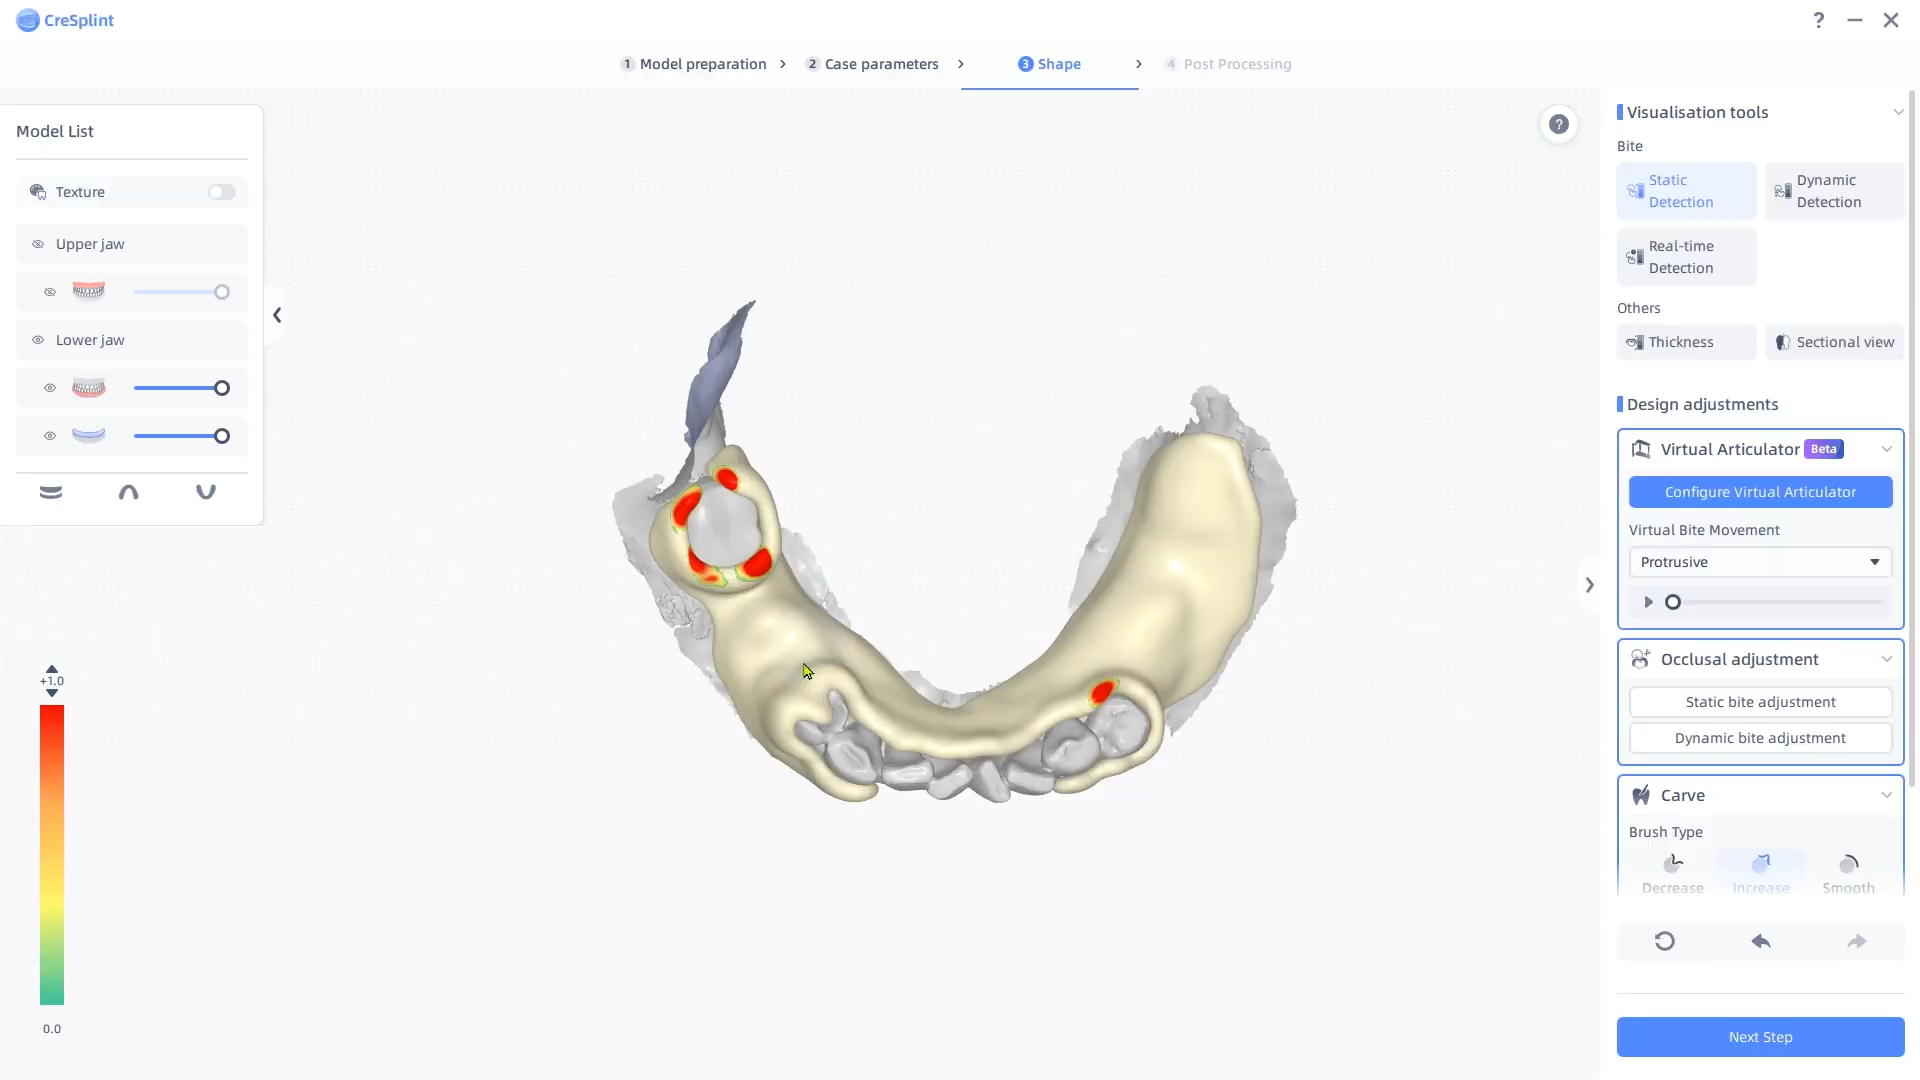 CreSplint
?
1 Model preparation
2 Case parameters
3 Shape
4 Post Processing
Model List
Texture
Upper jaw
Lower jaw
+1.0
0.0
?
Visualisation tools
Bite
Static
Detection
Dynamic
Detection
Real-time
Detection
Others
Thickness
Sectional view
Design adjustments
Virtual Articulator Beta
Configure Virtual Articulator
Virtual Bite Movement
Protrusive
Occlusal adjustment
Static bite adjustment
Dynamic bite adjustment
Carve
Brush Type
Decrease
Increase
Smooth
Next Step